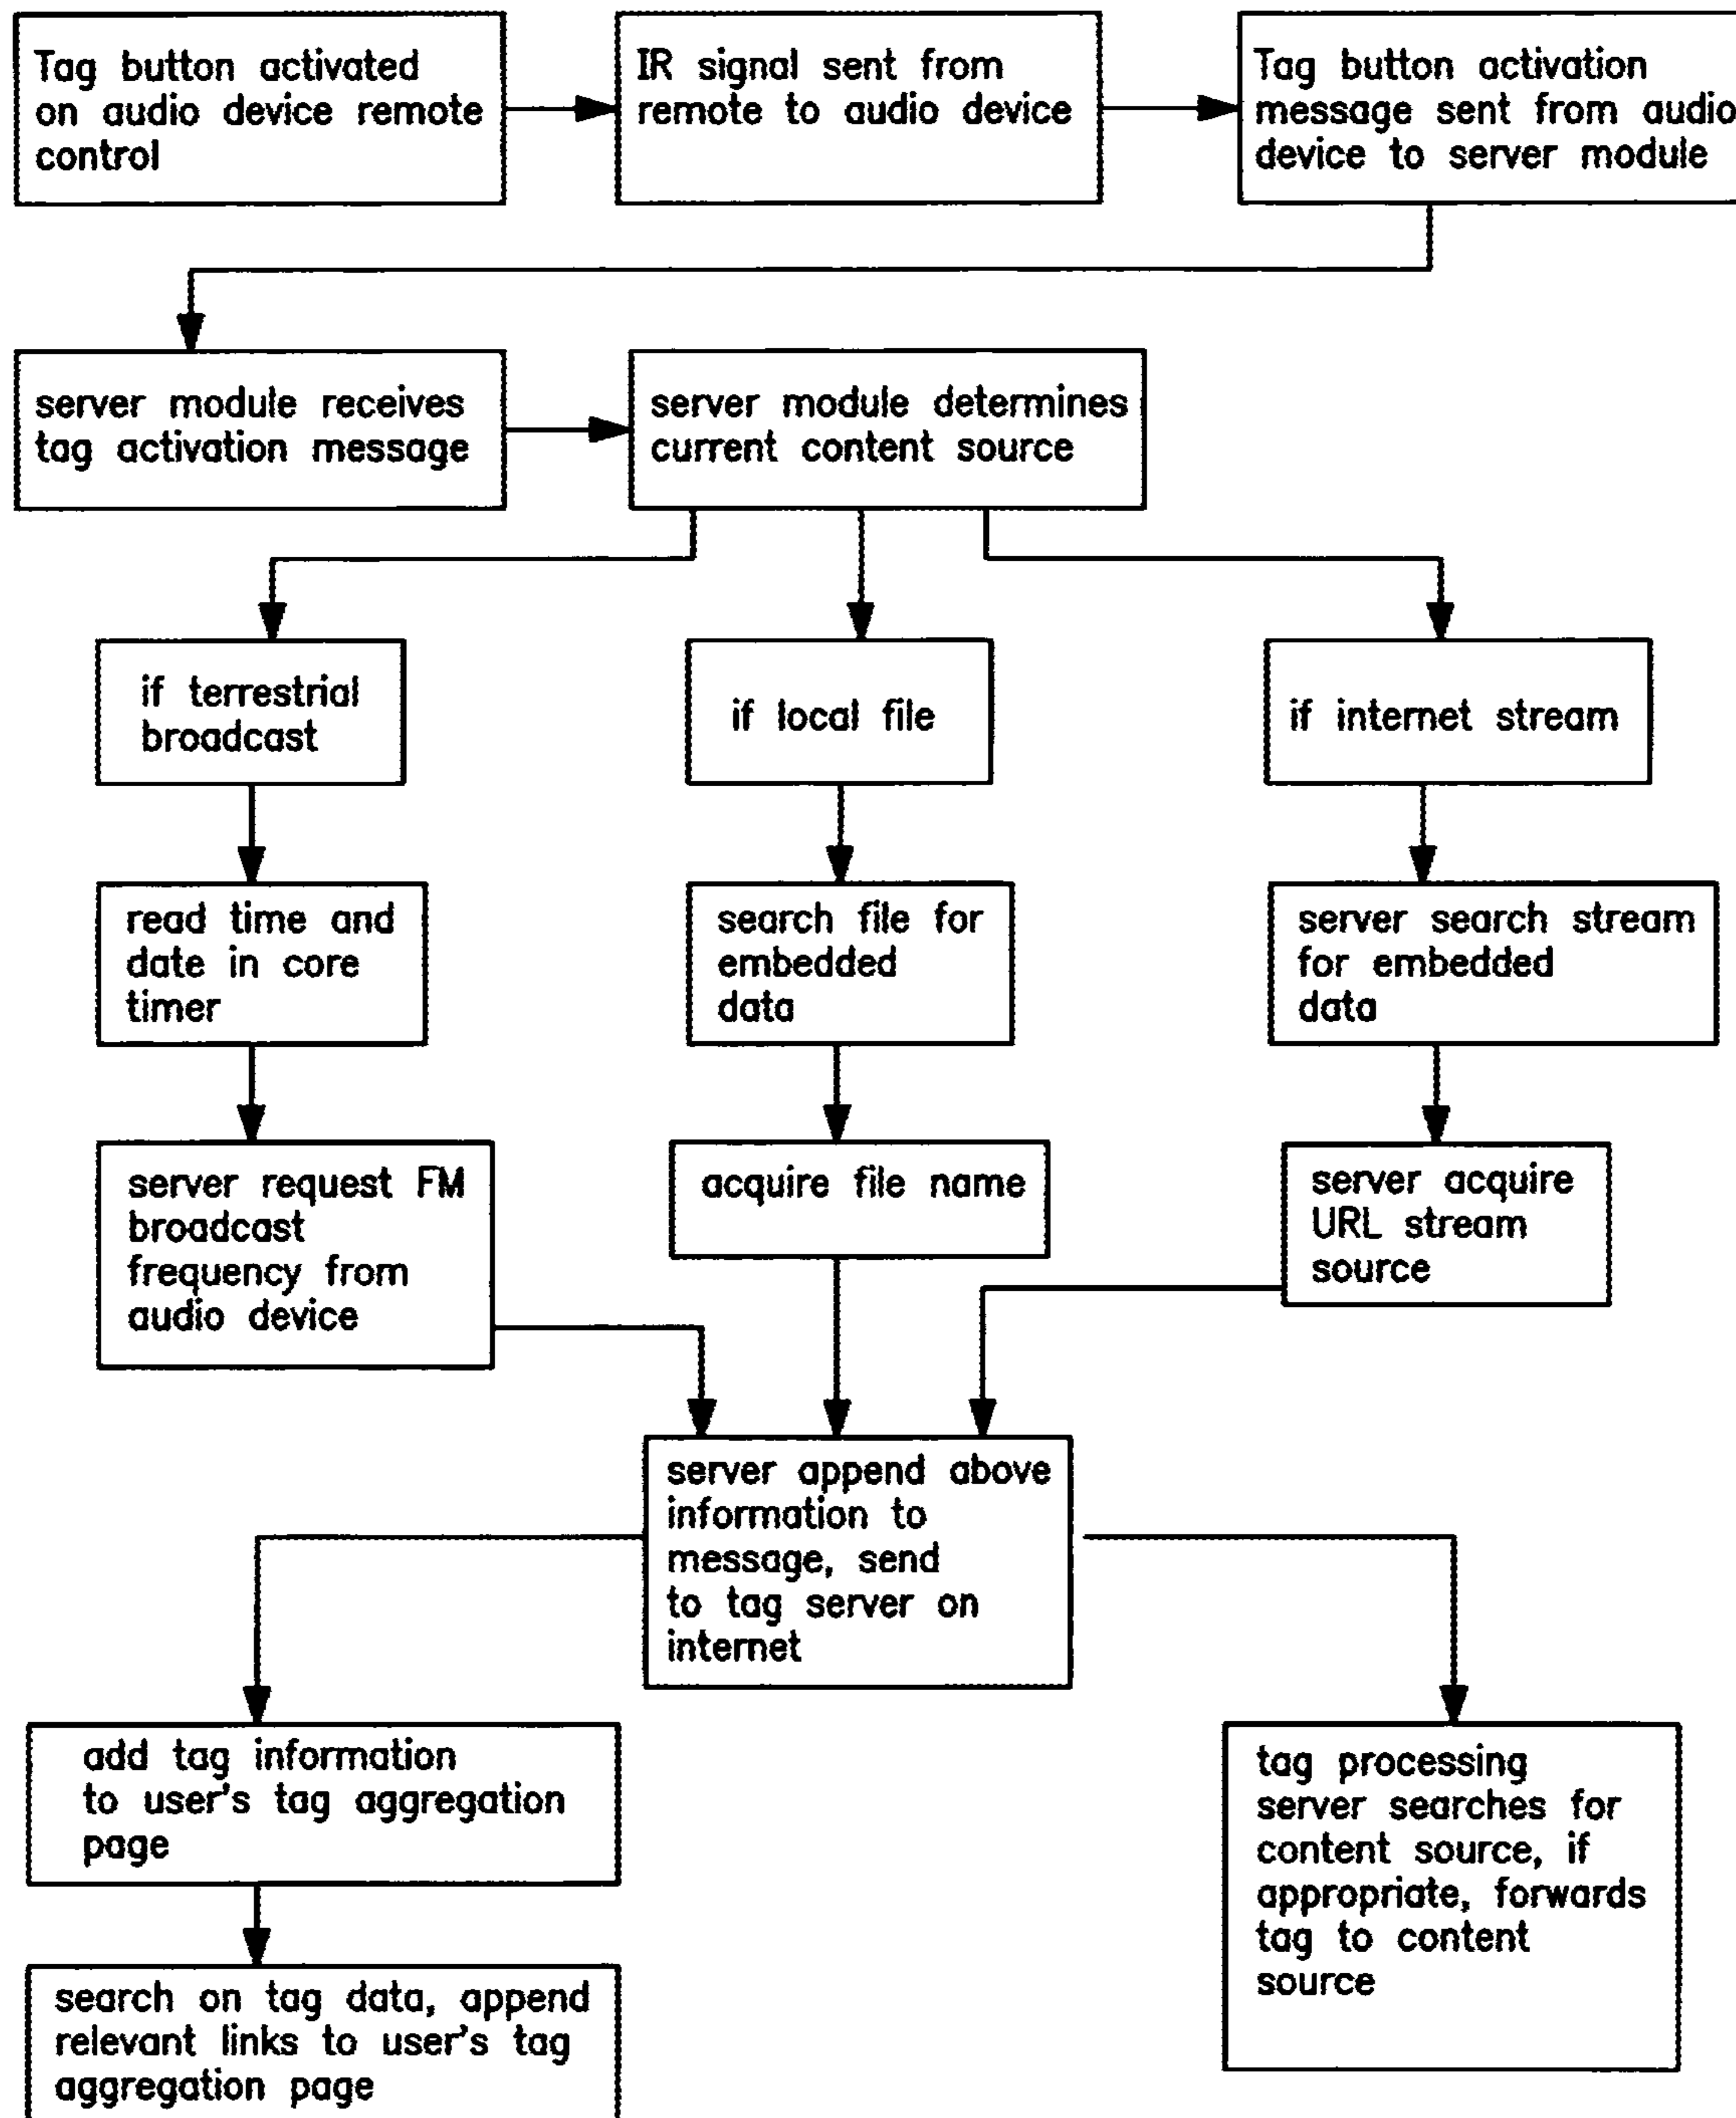 Tag button activated
on audio device remote
control
IR signal sent from
remote to audio device
Tag button activation
message sent from audio
device to server module
server module receives
tag activation message
server module determines
current content source
if terrestrial
broadcast
if local file
if internet stream
read time and
date in core
timer
search file for
embedded
data
server search stream
for embedded
data
server request FM
broadcast
frequency from
audio device
acquire file name
server acquire
URL stream
source
server append above
information to
message, send
to tag server on
internet
add tag information
to user's tag aggregation
page
tag processing
server searches for
content source, if
appropriate, forwards
tag to content
source
search on tag data, append
relevant links to user's tag
aggregation page